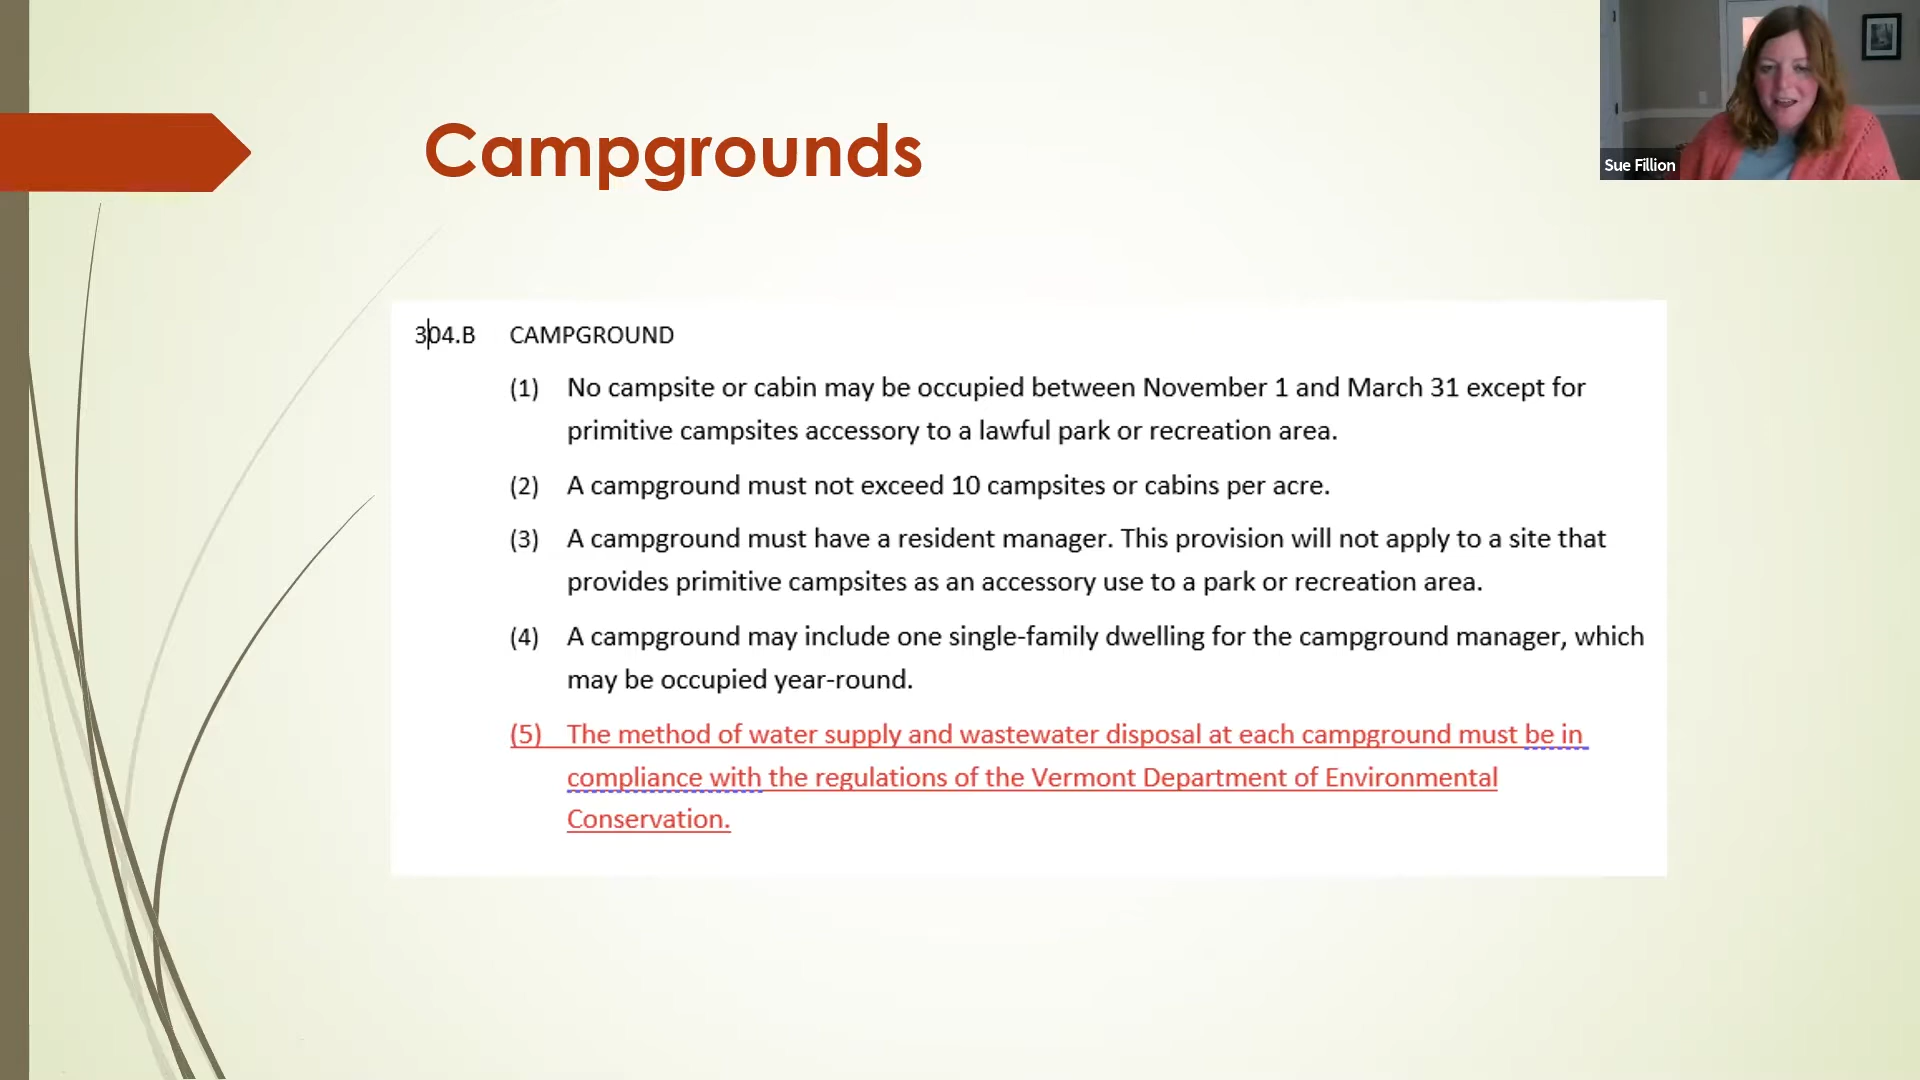 Campgrounds
Sue Fillion
304.B CAMPGROUND
(1) No campsite or cabin may be occupied between November 1 and March 31 except for
primitive campsites accessory to a lawful park or recreation area.
(2) A campground must not exceed 10 campsites or cabins per acre.
(3) A campground must have a resident manager. This provision will not apply to a site that
provides primitive campsites as an accessory use to a park or recreation area.
(4) A campground may include one single-family dwelling for the campground manager, which
may be occupied year-round.
(5) The method of water supply and wastewater disposal at each campground must be in
compliance with the regulations of the Vermont Department of Environmental
Conservation.